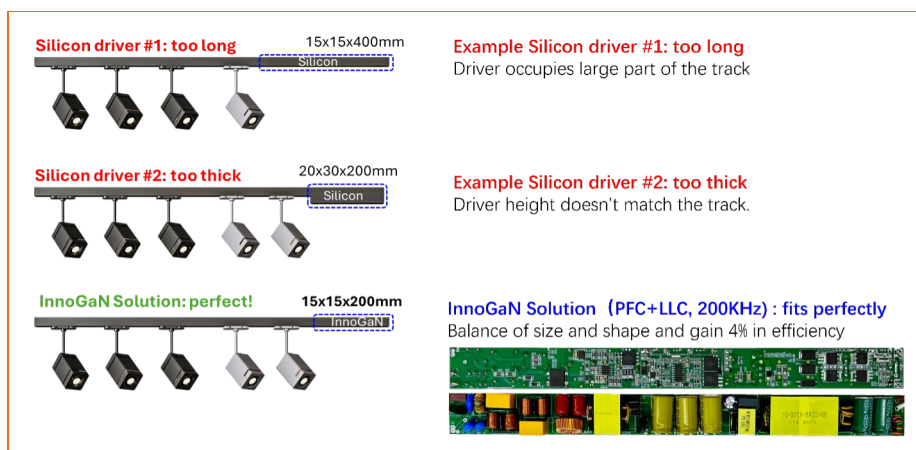 Silicon driver #1: too long
15x15x400mm
Silicon
Example Silicon driver #1: too long
Driver occupies large part of the track
Silicon driver #2: too thick
20x30x200mm
Silicon
Example Silicon driver #2: too thick
Driver height doesn't match the track.
InnoGaN Solution: perfect!
15x15x200mm
InnoGaN
InnoGaN Solution（PFC+LLC, 200KHz）: fits perfectly
Balance of size and shape and gain 4% in efficiency